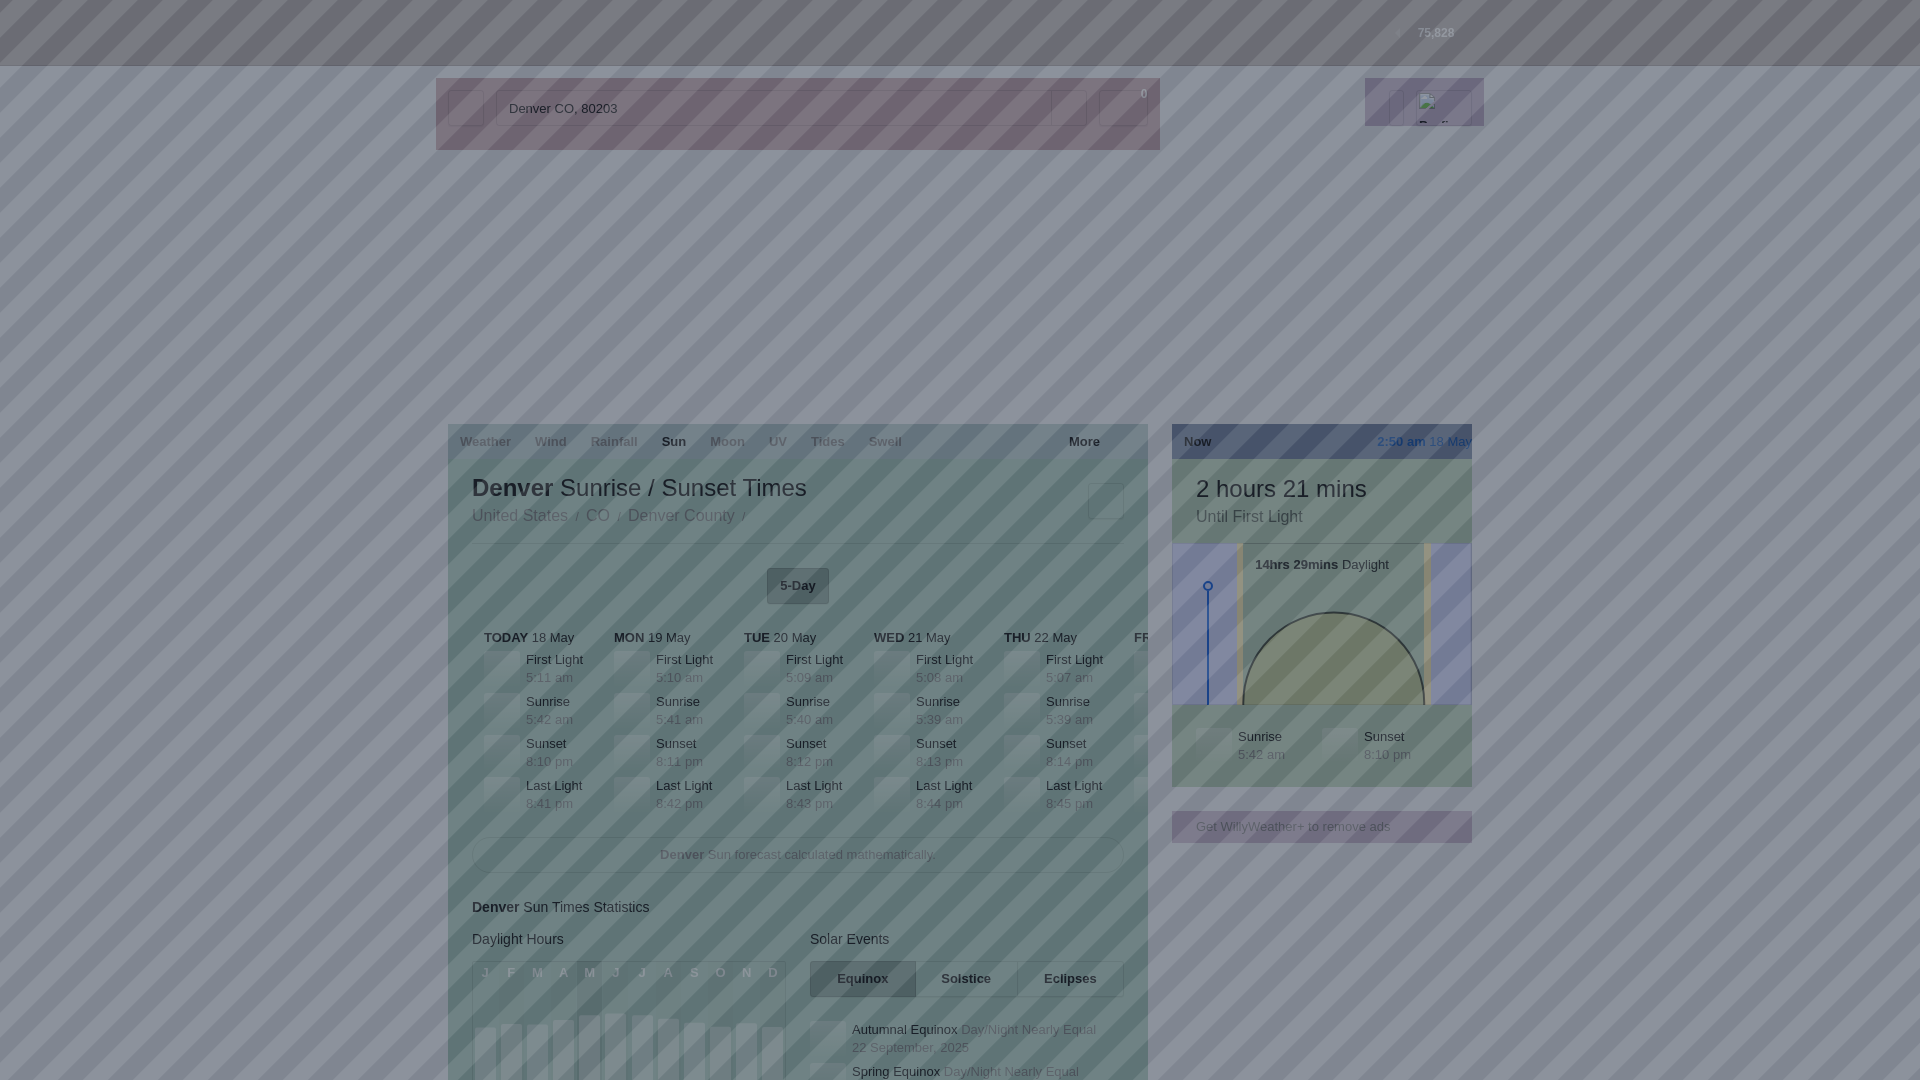 75,828
Denver CO, 80203
0
Weather Wind Rainfall Sun Moon UV Tides Swell More
Now 2:50 am 18 May
Denver Sunrise / Sunset Times
United States / CO / Denver County /
2 hours 21 mins
Until First Light
14hrs 29mins Daylight
5-Day
TODAY 18 May MON 19 May TUE 20 May WED 21 May THU 22 May FR
First Light First Light First Light First Light First Light
5:11 am 5:10 am 5:09 am 5:08 am 5:07 am
Sunrise Sunrise Sunrise Sunrise Sunrise
5:42 am 5:41 am 5:40 am 5:39 am 5:39 am
Sunset Sunset Sunset Sunset Sunset
8:10 pm 8:11 pm 8:12 pm 8:13 pm 8:14 pm
Last Light Last Light Last Light Last Light Last Light
8:41 pm 8:42 pm 8:43 pm 8:44 pm 8:45 pm
Sunrise Sunset
5:42 am 8:10 pm
Get WillyWeather+ to remove ads
Denver Sun forecast calculated mathematically.
Denver Sun Times Statistics
Daylight Hours
J F M A M J J A S O N D
Solar Events
Equinox Solstice Eclipses
Autumnal Equinox Day/Night Nearly Equal
22 September, 2025
Spring Equinox Day/Night Nearly Equal